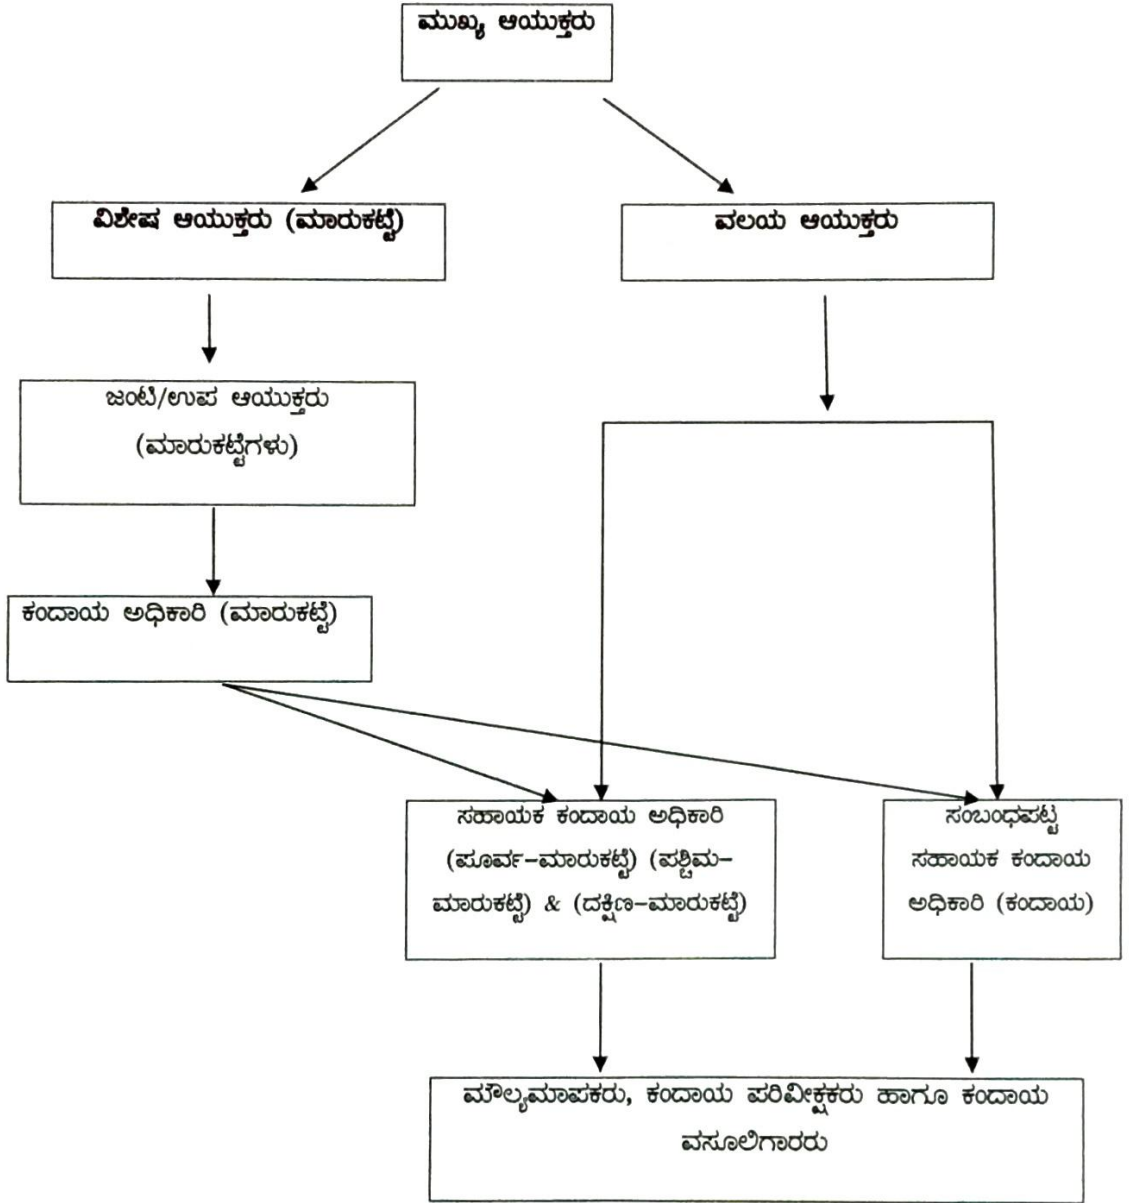 ಮುಖ್ಯ ಆಯುಕ್ತರು
ವಿಶೇಷ ಆಯುಕ್ತರು (ಮಾರುಕಟ್ಟೆ)
ವಲಯ ಆಯುಕ್ತರು
ಜಂಟಿ/ಉಪ ಆಯುಕ್ತರು
(ಮಾರುಕಟ್ಟೆಗಳು)
ಕಂದಾಯ ಅಧಿಕಾರಿ (ಮಾರುಕಟ್ಟೆ)
ಸಹಾಯಕ ಕಂದಾಯ ಅಧಿಕಾರಿ
(ಪೂರ್ವ-ಮಾರುಕಟ್ಟೆ) (ಪಶ್ಚಿಮ-
ಮಾರುಕಟ್ಟೆ) & (ದಕ್ಷಿಣ-ಮಾರುಕಟ್ಟೆ)
ಸಂಬಂಧಪಟ್ಟ
ಸಹಾಯಕ ಕಂದಾಯ
ಅಧಿಕಾರಿ (ಕಂದಾಯ)
ಮೌಲ್ಯಮಾಪಕರು, ಕಂದಾಯ ಪರಿವೀಕ್ಷಕರು ಹಾಗೂ ಕಂದಾಯ
ವಸೂಲಿಗಾರರು